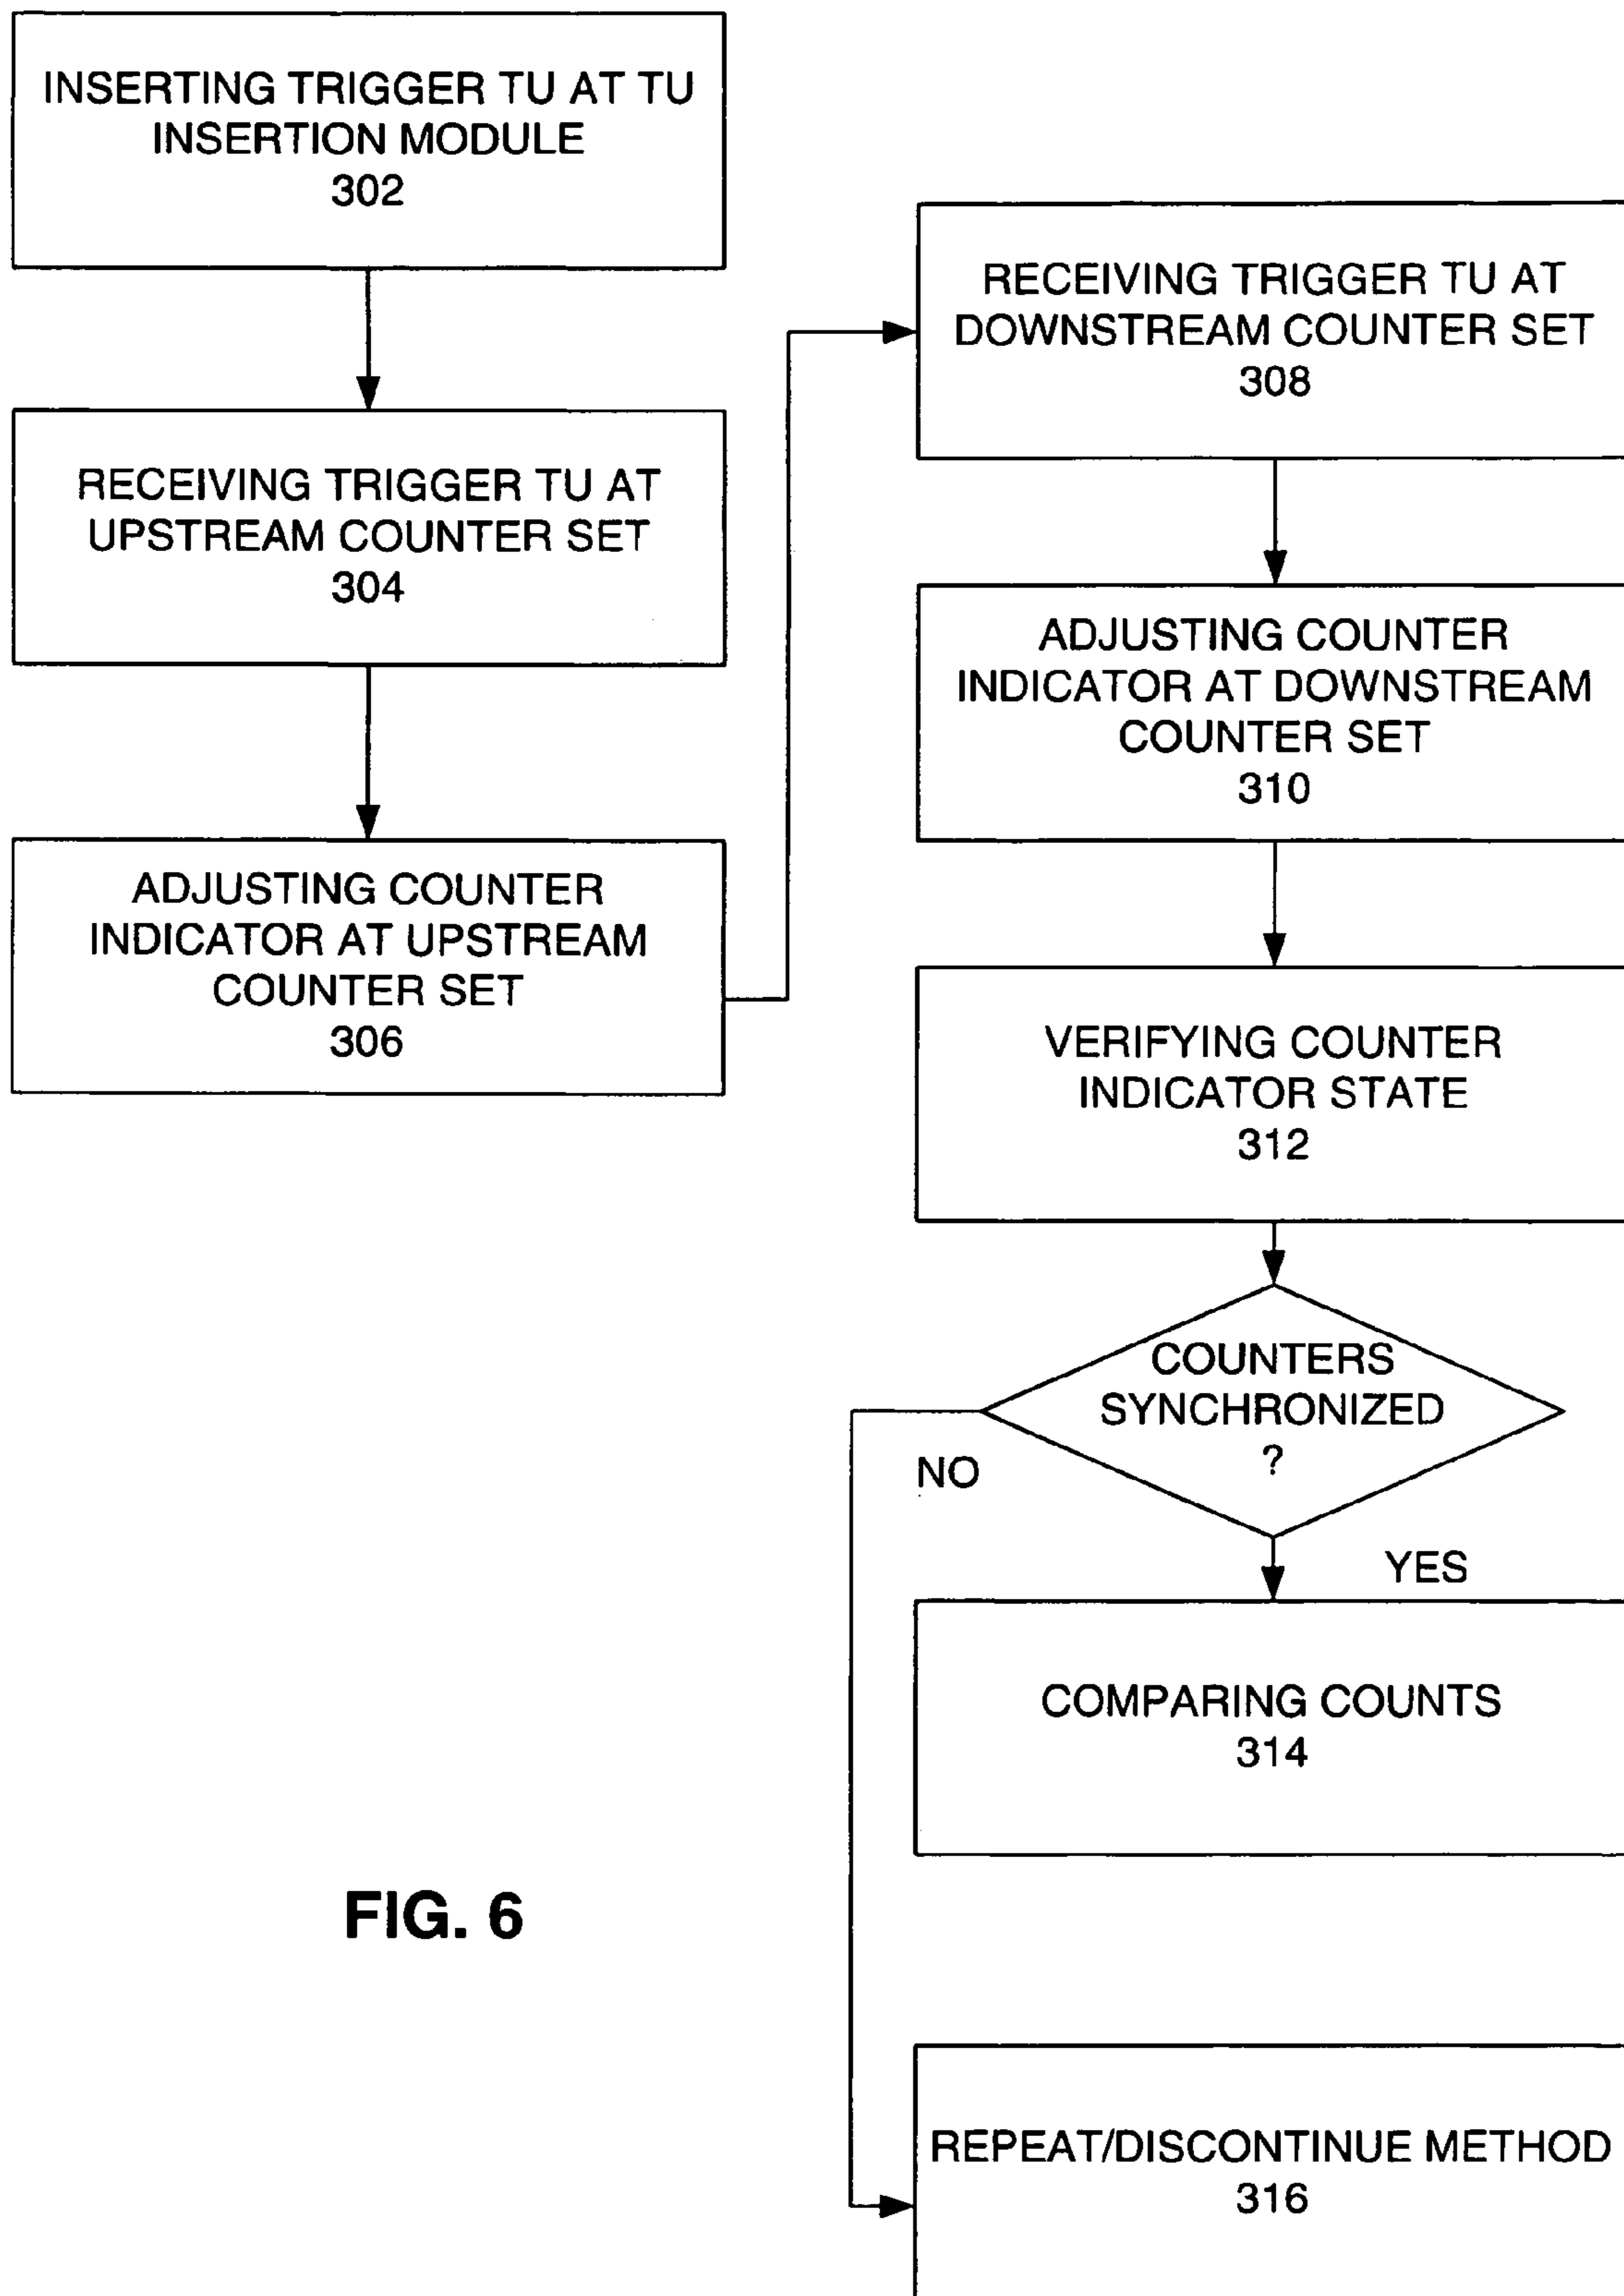 INSERTING TRIGGER TU AT TU
INSERTION MODULE
302
RECEIVING TRIGGER TU AT
UPSTREAM COUNTER SET
304
ADJUSTING COUNTER
INDICATOR AT UPSTREAM
COUNTER SET
306
RECEIVING TRIGGER TU AT
DOWNSTREAM COUNTER SET
308
ADJUSTING COUNTER
INDICATOR AT DOWNSTREAM
COUNTER SET
310
VERIFYING COUNTER
INDICATOR STATE
312
COUNTERS
SYNCHRONIZED
?
NO
YES
COMPARING COUNTS
314
REPEAT/DISCONTINUE METHOD
316
FIG. 6